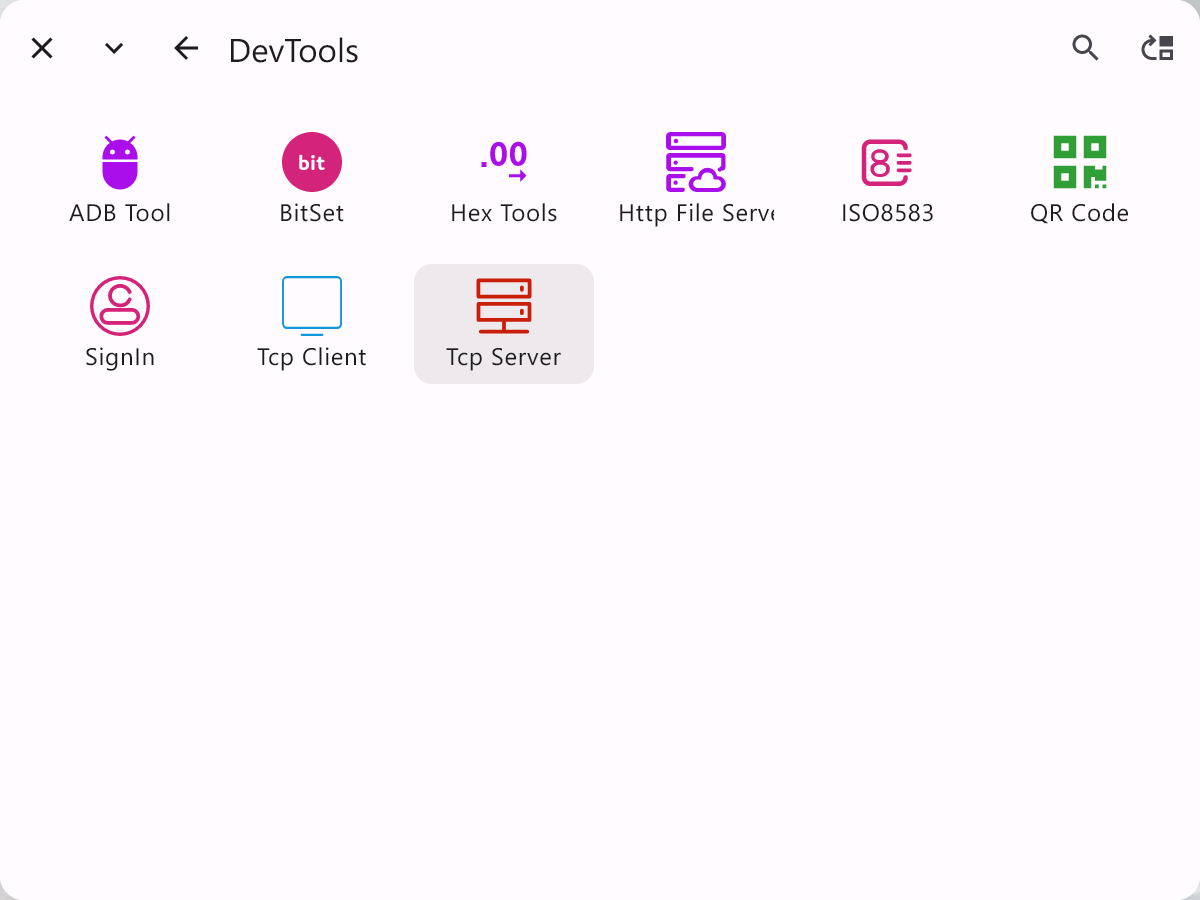 DevTools
bit
.00
8
ADB Tool
BitSet
Hex Tools
Http File Serve
ISO8583
QR Code
SignIn
Tcp Client
Tcp Server